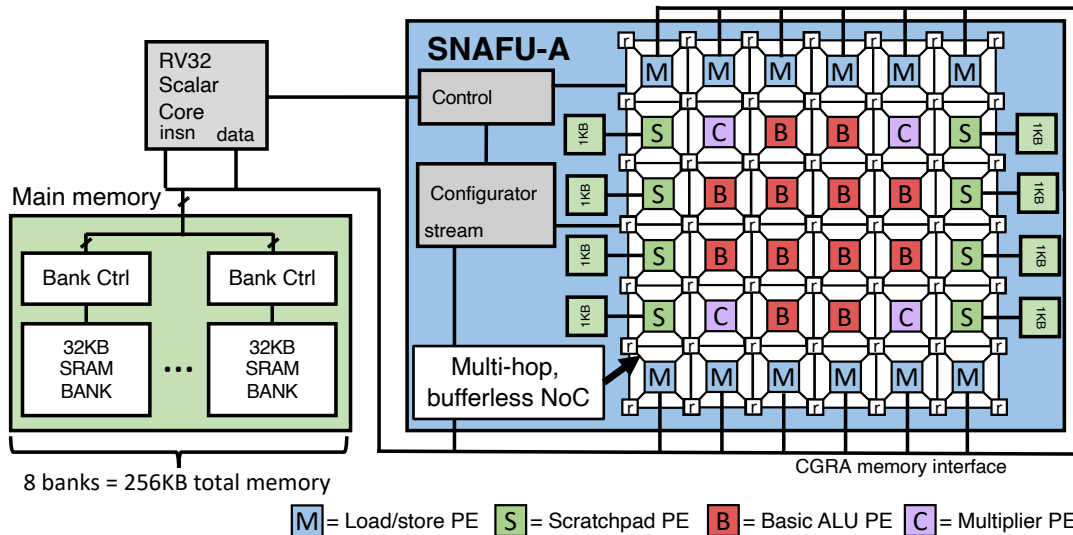 RV32
Scalar
Core
insn data
SNAFU-A
Control
Configurator
stream
Main memory
Bank Ctrl
Bank Ctrl
32KB
SRAM
BANK
...
32KB
SRAM
BANK
8 banks = 256KB total memory
r r r r r r r
M M M M M M
r r r r r r r
1KB S C B B C S 1KB
r r r r r r r
1KB S B B B B S 1KB
r r r r r r r
1KB S B B B B S 1KB
r r r r r r r
1KB S C B B C S 1KB
r r r r r r r
M M M M M M
r r r r r r r
Multi-hop,
bufferless NoC
CGRA memory interface
M = Load/store PE S = Scratchpad PE B = Basic ALU PE C = Multiplier PE